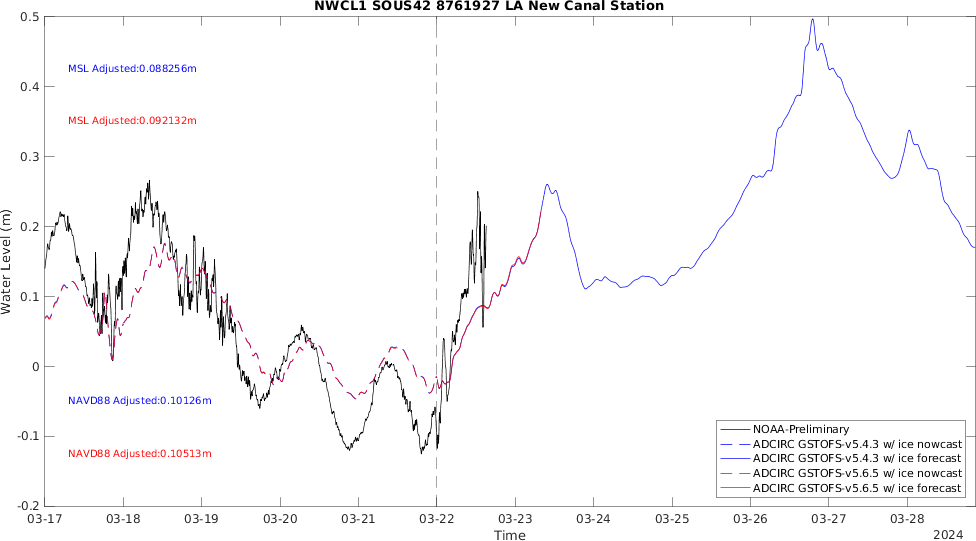 NWCL1 SOUS42 8761927 LA New Canal Station
0.5
0.4
0.3
0.2
0.1
0
-0.1
-0.2
Water Level (m)
MSL Adjusted:0.088256m
MSL Adjusted:0.092132m
NAVD88 Adjusted:0.10126m
NAVD88 Adjusted:0.10513m
NOAA-Preliminary
ADCIRC GSTOFS-v5.4.3 w/ ice nowcast
ADCIRC GSTOFS-v5.4.3 w/ ice forecast
ADCIRC GSTOFS-v5.6.5 w/ ice nowcast
ADCIRC GSTOFS-v5.6.5 w/ ice forecast
03-17 03-18 03-19 03-20 03-21 03-22 03-23 03-24 03-25 03-26 03-27 03-28
Time
2024